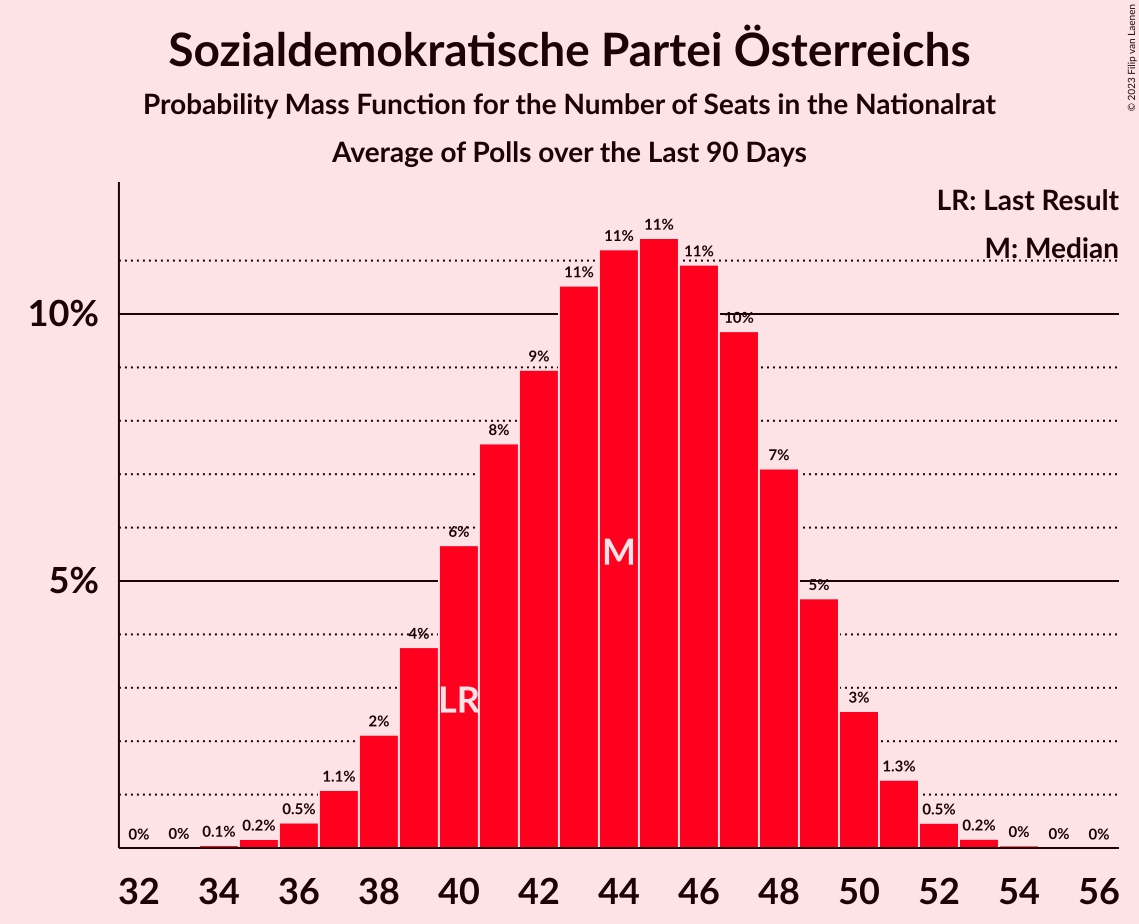 Sozialdemokratische Partei Österreichs
Probability Mass Function for the Number of Seats in the Nationalrat
Average of Polls over the Last 90 Days
© 2023 Filip van Laenen
LR: Last Result
M: Median
10%
5%
0% 0% 0.1% 0.2% 0.5% 1.1% 2% 4% 6% 8% 9% 11% 11% 11% 11% 10% 7% 5% 3% 1.3% 0.5% 0.2% 0% 0% 0%
M
LR
32 34 36 38 40 42 44 46 48 50 52 54 56